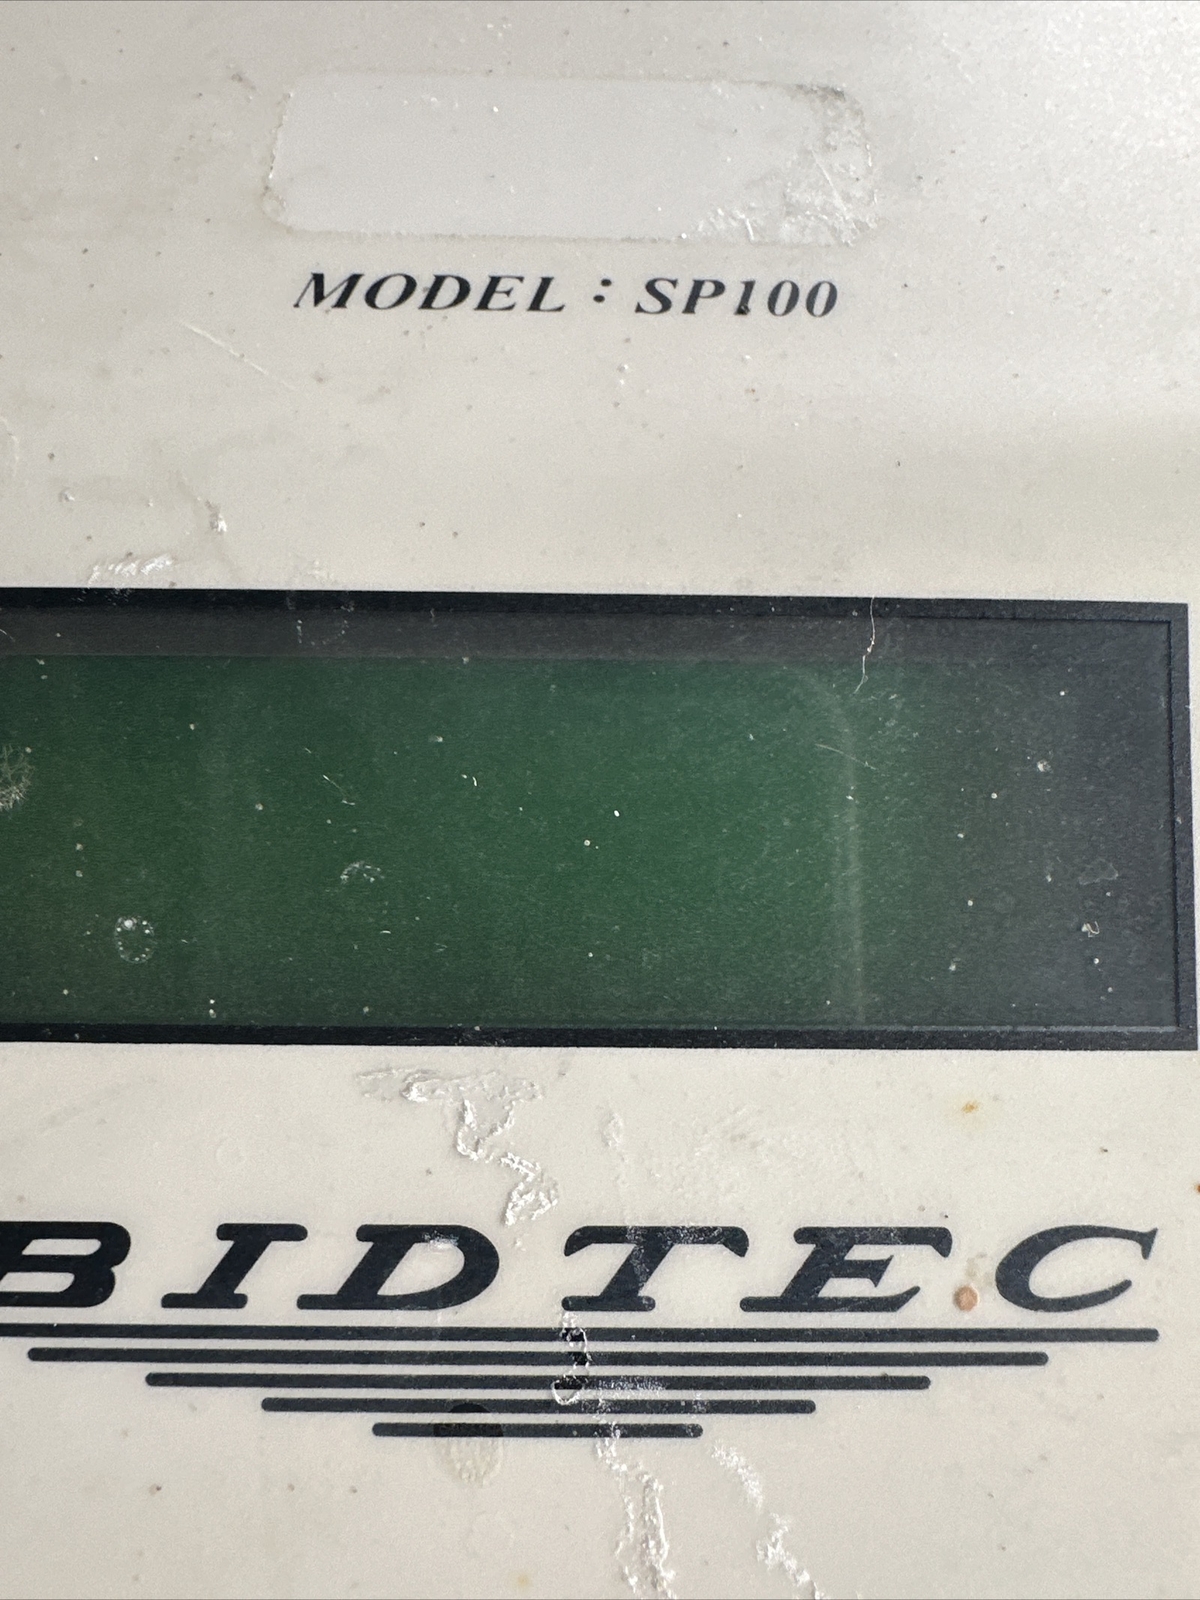 MODEL : SP100
BIDTEC